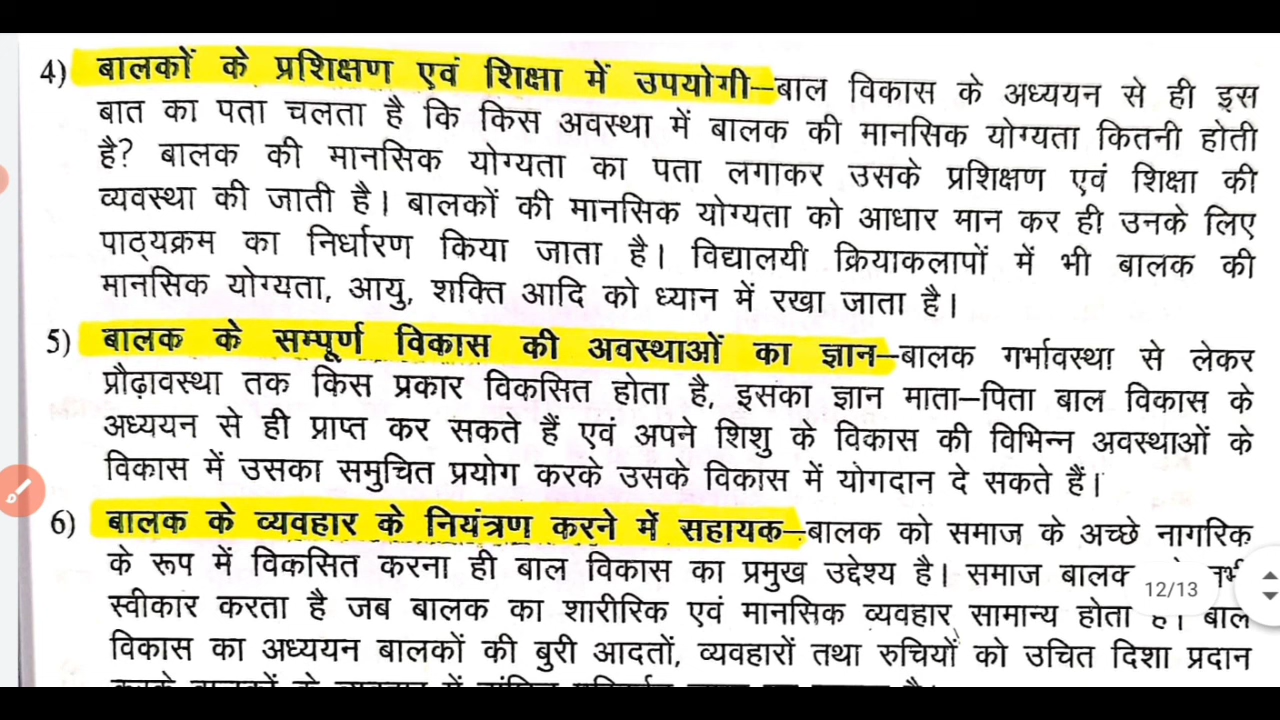 4) बालकों के प्रशिक्षण एवं शिक्षा में उपयोगी–बाल विकास के अध्ययन से ही इस
बात का पता चलता है कि किस अवस्था में बालक की मानसिक योग्यता कितनी होती
है? बालक की मानसिक योग्यता का पता लगाकर उसके प्रशिक्षण एवं शिक्षा की
व्यवस्था की जाती है। बालकों की मानसिक योग्यता को आधार मान कर ही उनके लिए
पाठ्यक्रम का निर्धारण किया जाता है। विद्यालयी क्रियाकलापों में भी बालक की
मानसिक योग्यता, आयु, शक्ति आदि को ध्यान में रखा जाता है।
5) बालक के सम्पूर्ण विकास की अवस्थाओं का ज्ञान–बालक गर्भावस्था से लेकर
प्रौढ़ावस्था तक किस प्रकार विकसित होता है, इसका ज्ञान माता–पिता बाल विकास के
अध्ययन से ही प्राप्त कर सकते हैं एवं अपने शिशु के विकास की विभिन्न अवस्थाओं के
विकास में उसका समुचित प्रयोग करके उसके विकास में योगदान दे सकते हैं।
6) बालक के व्यवहार के नियंत्रण करने में सहायक–बालक को समाज के अच्छे नागरिक
के रूप में विकसित करना ही बाल विकास का प्रमुख उद्देश्य है। समाज बालक
12/13
स्वीकार करता है जब बालक का शारीरिक एवं मानसिक व्यवहार सामान्य होता है। बाल
विकास का अध्ययन बालकों की बुरी आदतों, व्यवहारों तथा रुचियों को उचित दिशा प्रदान